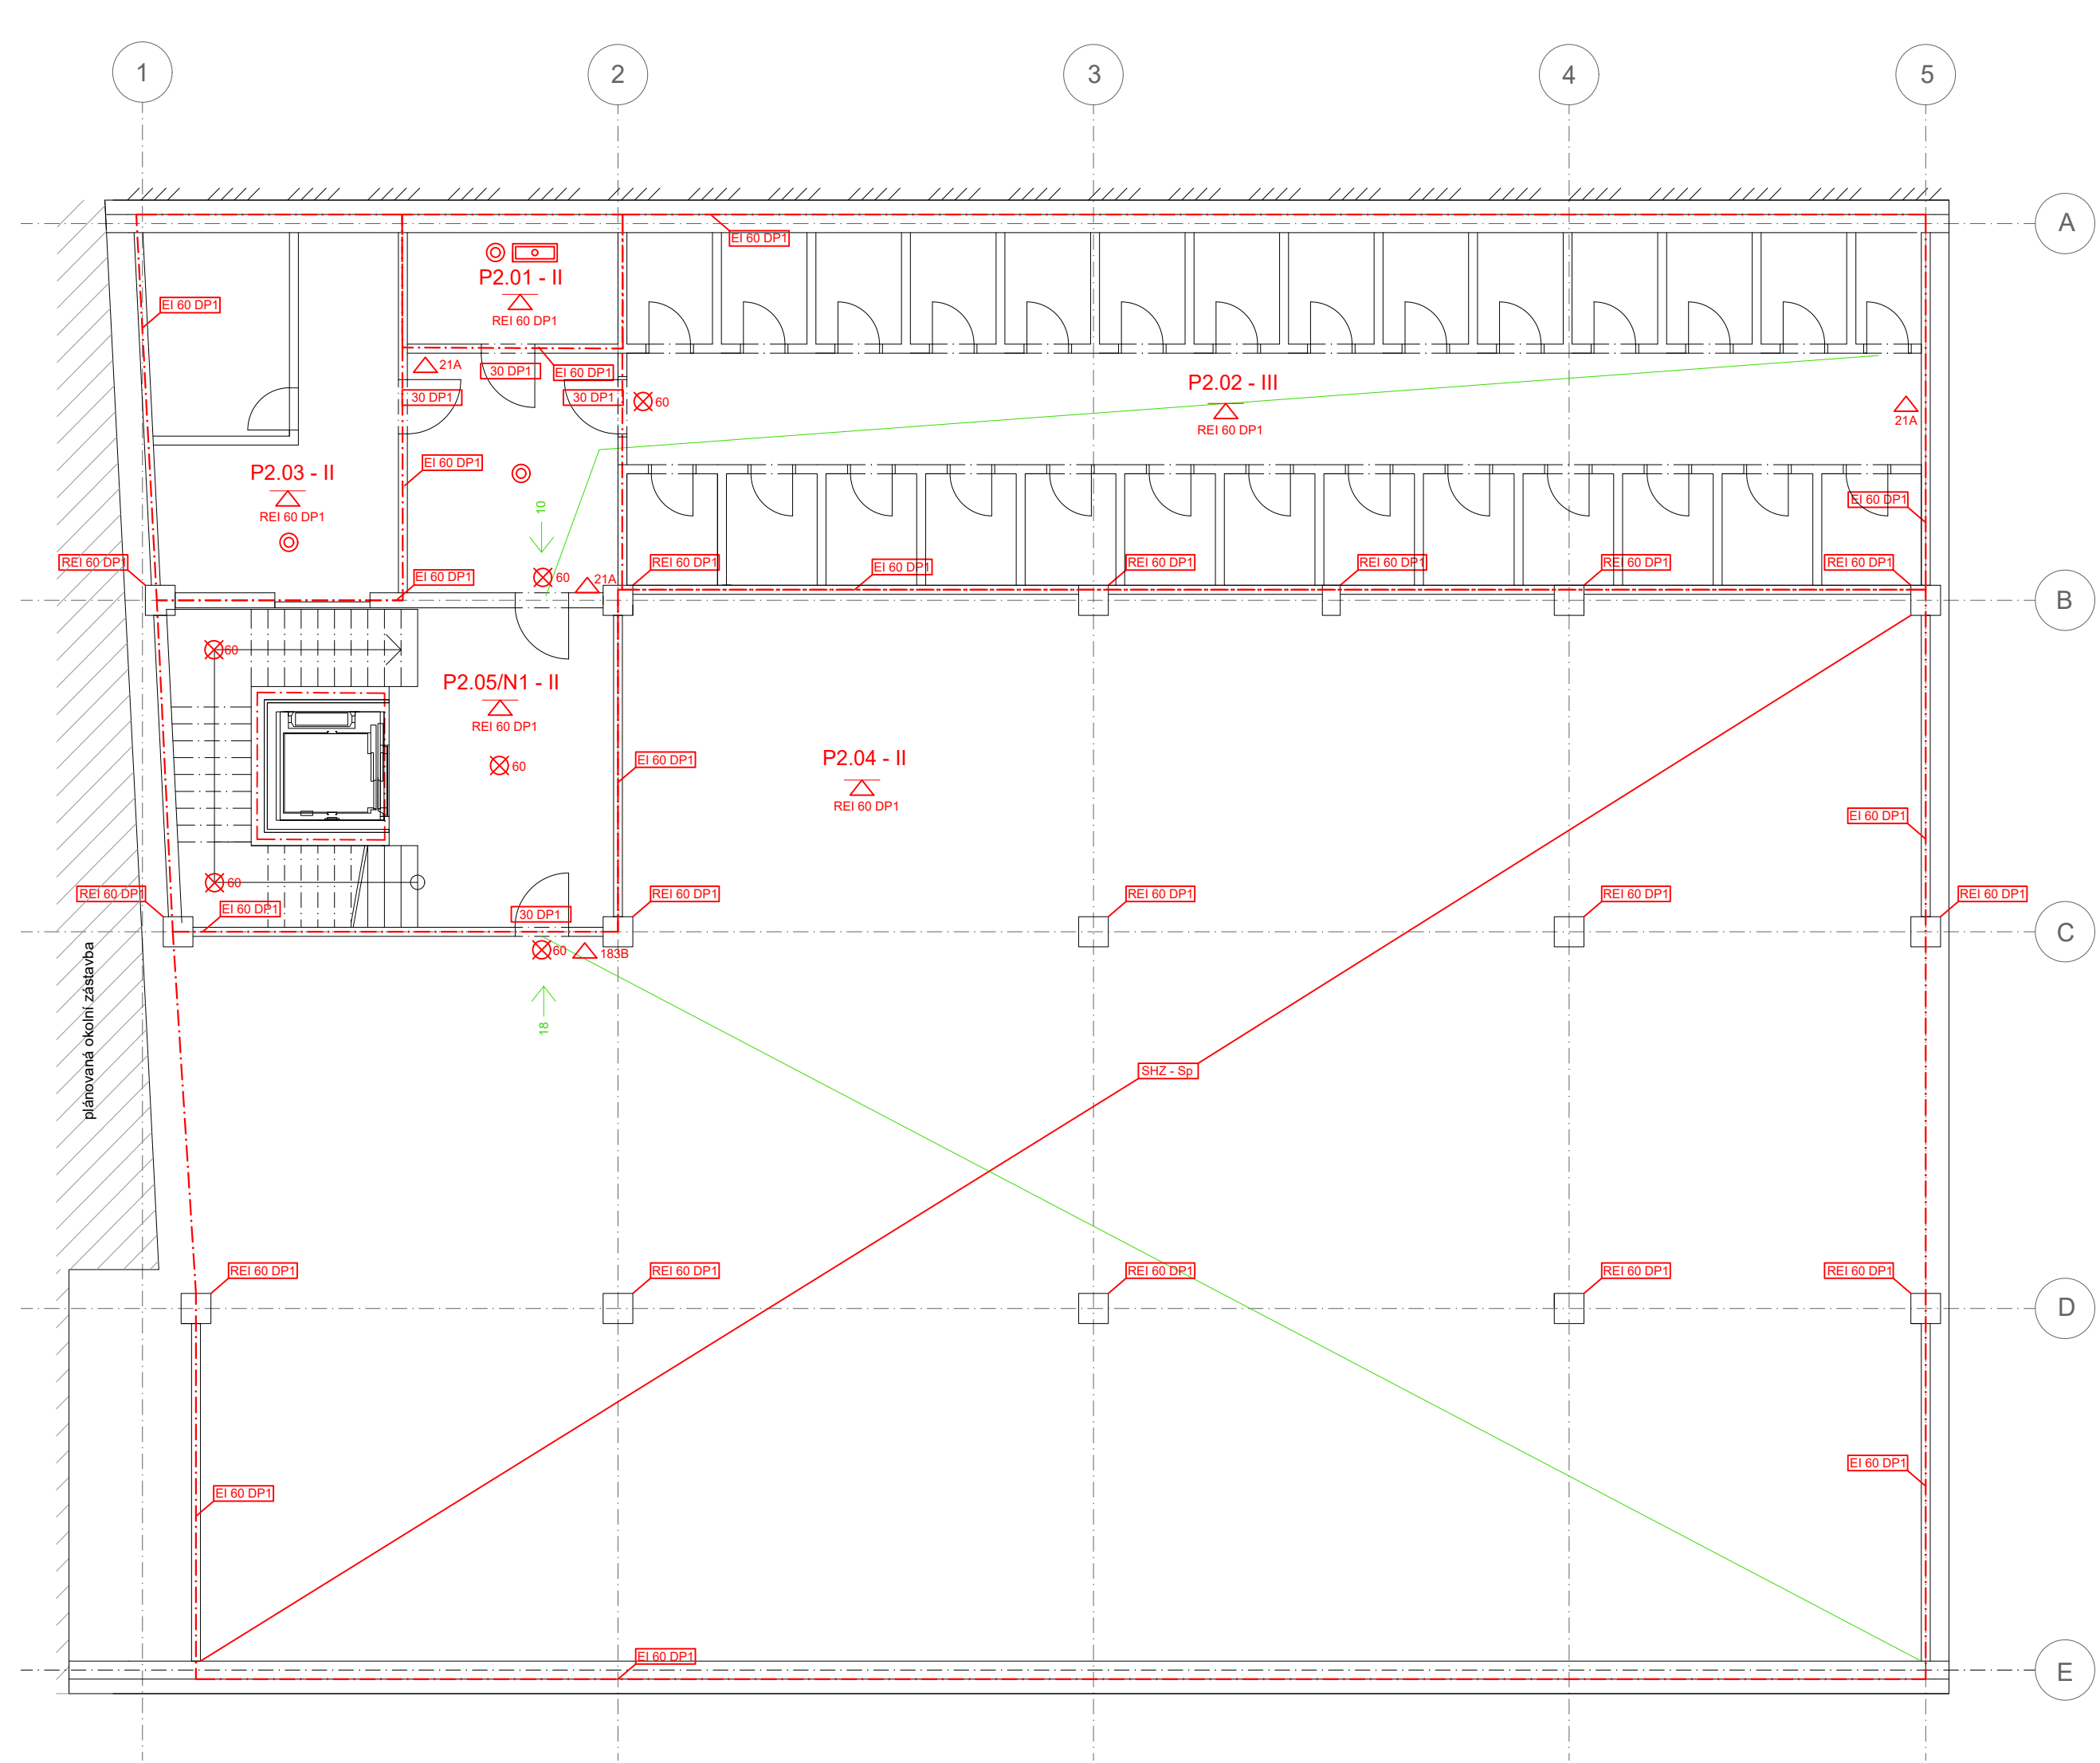 1
2
3
4
5
A
EI 60 DP1
P2.01 - II
REI 60 DP1
EI 60 DP1
21A
30 DP1
EI 60 DP1
30 DP1
30 DP1
60
P2.02 - III
REI 60 DP1
21A
P2.03 - II
REI 60 DP1
EI 60 DP1
EI 60 DP1
10
REI 60 DP1
EI 60 DP1
60
21A
REI 60 DP1
EI 60 DP1
REI 60 DP1
REI 60 DP1
REI 60 DP1
REI 60 DP1
B
60
P2.05/N1 - II
REI 60 DP1
60
EI 60 DP1
P2.04 - II
REI 60 DP1
EI 60 DP1
60
REI 60 DP1
EI 60 DP1
30 DP1
REI 60 DP1
REI 60 DP1
REI 60 DP1
REI 60 DP1
C
60
183B
18
plánovaná okolní zástavba
SHZ - Sp
REI 60 DP1
REI 60 DP1
REI 60 DP1
REI 60 DP1
REI 60 DP1
D
EI 60 DP1
EI 60 DP1
EI 60 DP1
E